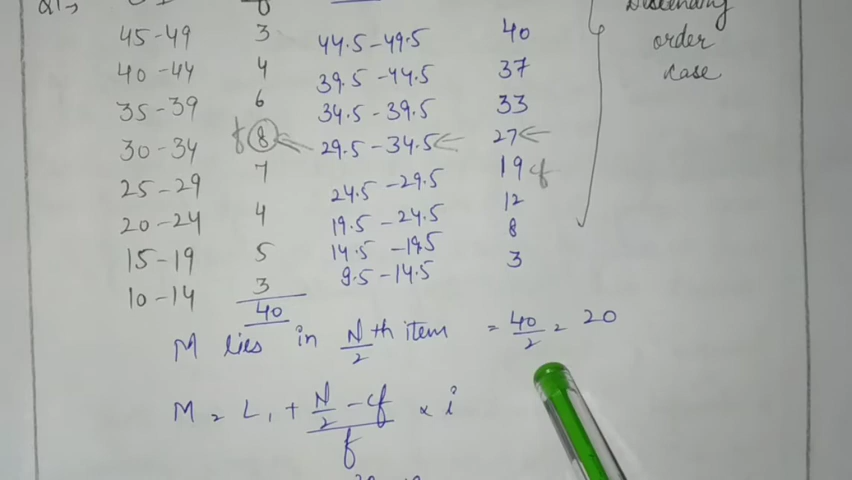 Q1, C I f
45-49 3 44.5-49.5 40
40-44 4 39.5-44.5 37
35-39 6 34.5-39.5 33
30-34 f 8 29.5-34.5 27
25-29 7 24.5-29.5 19 cf
20-24 4 19.5-24.5 12
15-19 5 14.5-19.5 8
10-14 3 9.5-14.5 3
40
order
case
M lies in N/2 th item = 40/2 = 20
M = L1 + N/2 - cf / f × i